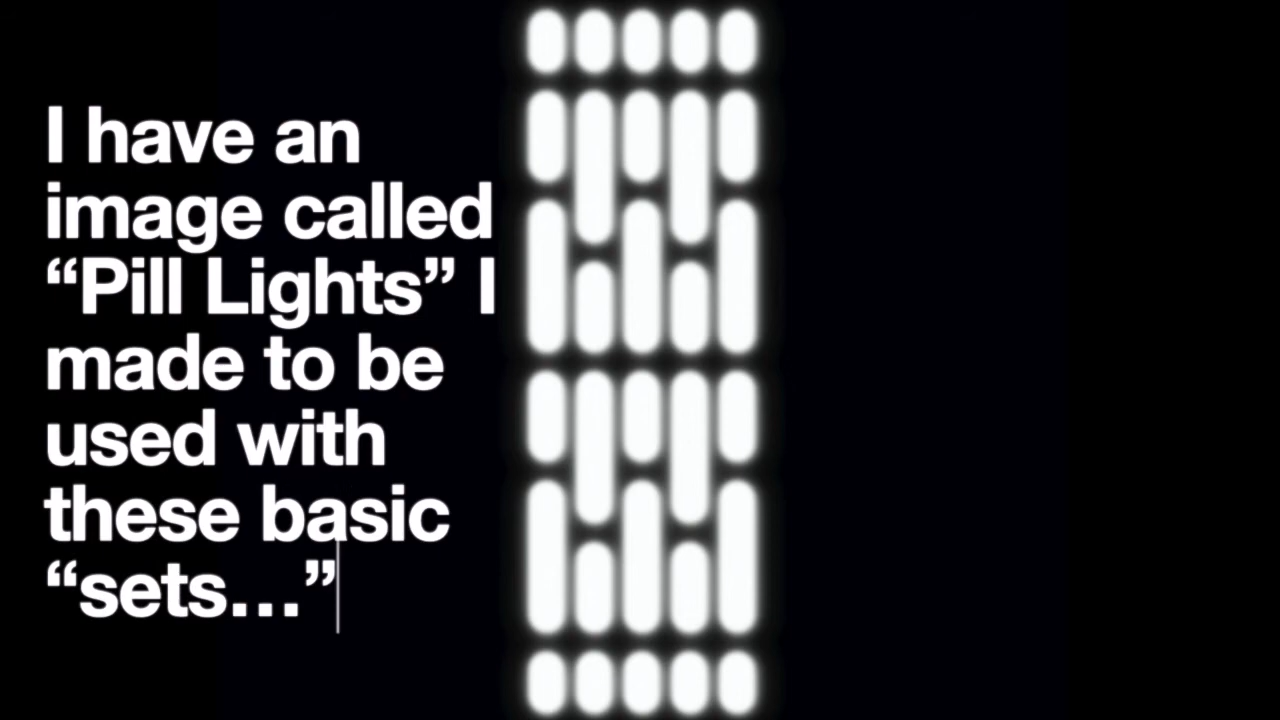 I have an
image called
“Pill Lights” I
made to be
used with
these basic
“sets…”